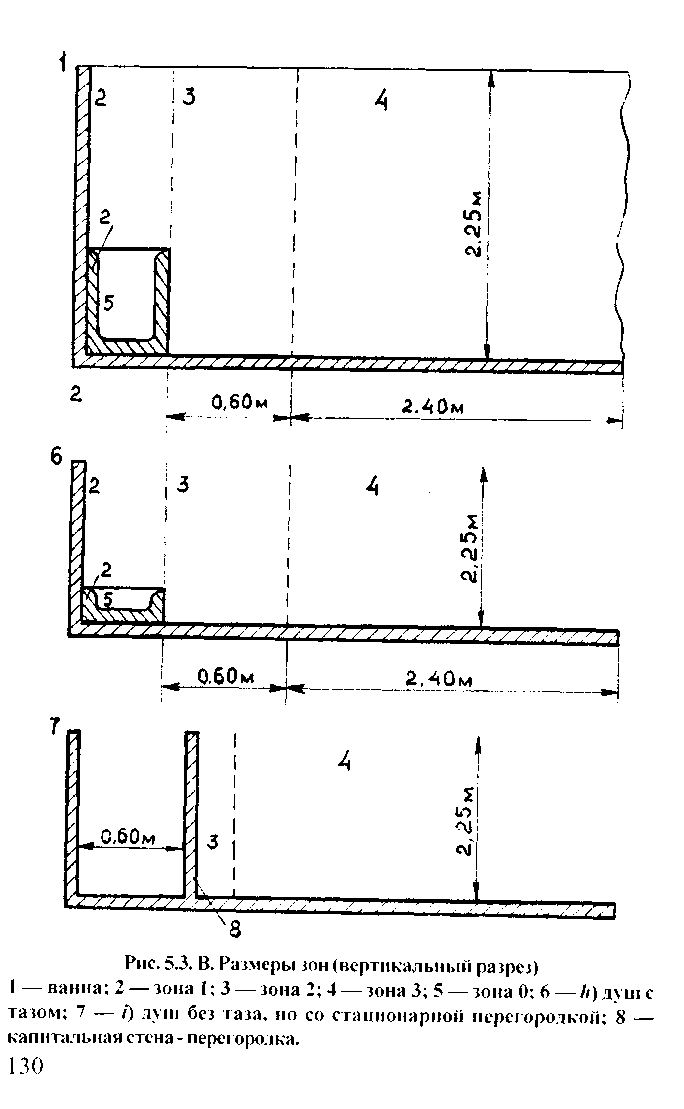 1
2
3
4
2
5
2,25м
2
0,60м
2.40м
6
2
3
4
2
5
2,25м
0,60м
2,40м
7
4
0,60м
3
2,25м
8
Рис. 5.3. В. Размеры зон (вертикальный разрез)
1 — ванна; 2 — зона 1; 3 — зона 2; 4 — зона 3; 5 — зона 0; 6 — h) душ с
тазом; 7 — i) душ без таза, но со стационарной перегородкой; 8 —
капитальная стена - перегородка.
130